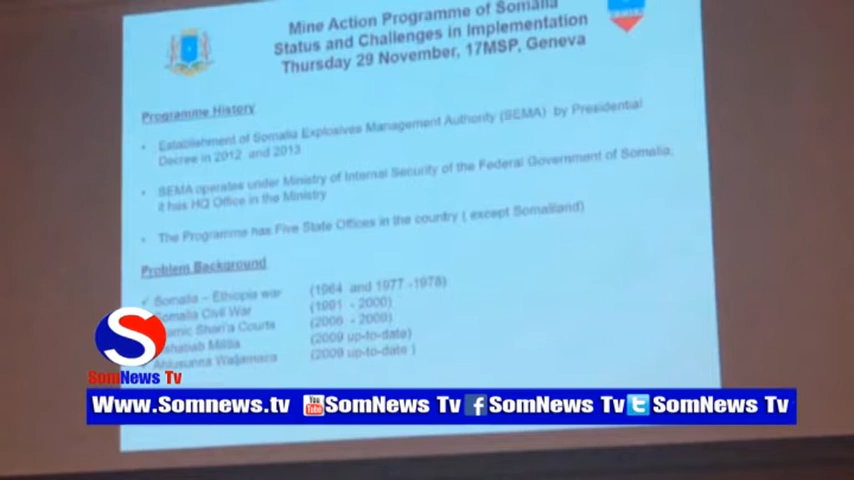 Mine Action Programme of Somalia
Status and Challenges in Implementation
Thursday 29 November, 17MSP, Geneva
Programme History
• Establishment of Somalia Explosives Management Authority (SEMA) by Presidential
Decree in 2012 and 2013
• SEMA operates under Ministry of Internal Security of the Federal Government of Somalia,
it has HQ Office in the Ministry
• The Programme has Five State Offices in the country ( except Somaliland)
Problem Background
✓ Somalia – Ethiopia war (1964 and 1977 -1978)
Somalia Civil War (1991 - 2000)
Shari'a Courts (2006 - 2009)
Militia (2009 up-to-date)
Ahlusunna Waljamaca (2009 up-to-date )
S
SomNews Tv
Www.Somnews.tv You Tube SomNews Tv f SomNews Tv t SomNews Tv